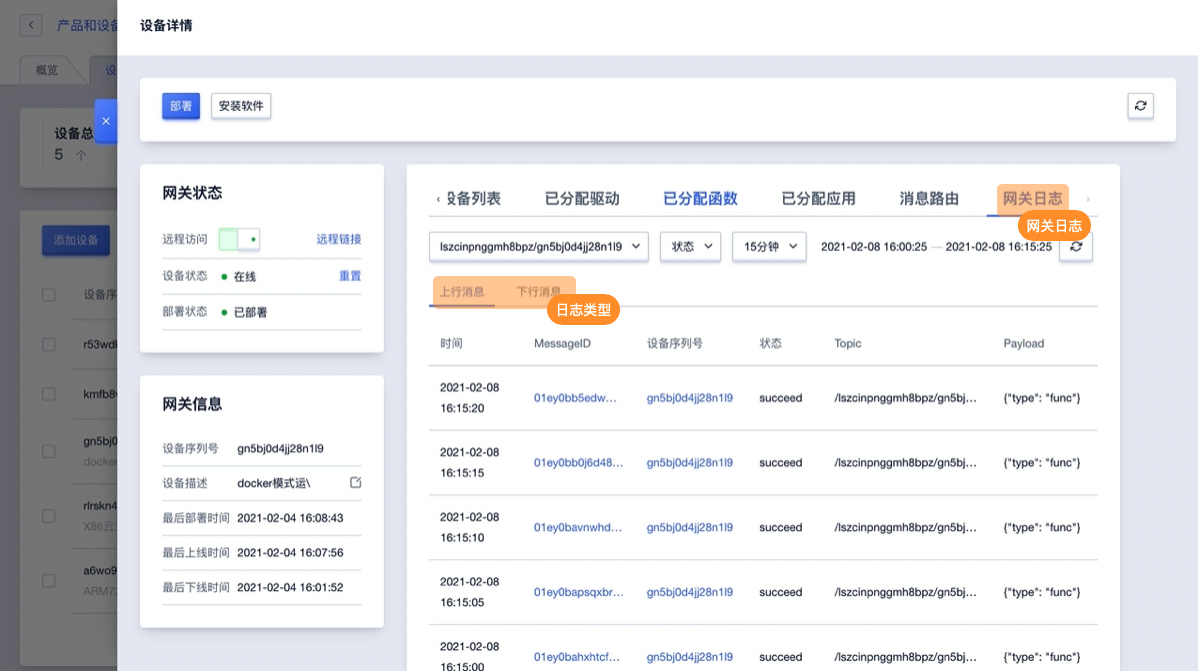 产品和设备
概览
设
设备总
5 个
添加设备
设备序
r53wd
kmfb8
gn5bj0
docke
rlrskn4
X86云
a6wo9
ARM7
设备详情
部署
安装软件
网关状态
远程访问
远程链接
设备状态
在线
重置
部署状态
已部署
网关信息
设备序列号 gn5bj0d4jj28n1l9
设备描述 docker模式运\
最后部署时间 2021-02-04 16:08:43
最后上线时间 2021-02-04 16:07:56
最后下线时间 2021-02-04 16:01:52
设备列表 已分配驱动 已分配函数 已分配应用 消息路由 网关日志
网关日志
lszcinpnggmh8bpz/gn5bj0d4jj28n1l9 状态 15分钟 2021-02-08 16:00:25 — 2021-02-08 16:15:25
上行消息 下行消息
日志类型
时间 MessageID 设备序列号 状态 Topic Payload
2021-02-08
16:15:20
01ey0bb5edw... gn5bj0d4jj28n1l9 succeed /lszcinpnggmh8bpz/gn5bj... {"type": "func"}
2021-02-08
16:15:15
01ey0bb0j6d48... gn5bj0d4jj28n1l9 succeed /lszcinpnggmh8bpz/gn5bj... {"type": "func"}
2021-02-08
16:15:10
01ey0bavnwhd... gn5bj0d4jj28n1l9 succeed /lszcinpnggmh8bpz/gn5bj... {"type": "func"}
2021-02-08
16:15:05
01ey0bapsqxbr... gn5bj0d4jj28n1l9 succeed /lszcinpnggmh8bpz/gn5bj... {"type": "func"}
2021-02-08
16:15:00
01ey0bahxhtcf... gn5bj0d4jj28n1l9 succeed /lszcinpnggmh8bpz/gn5bj... {"type": "func"}